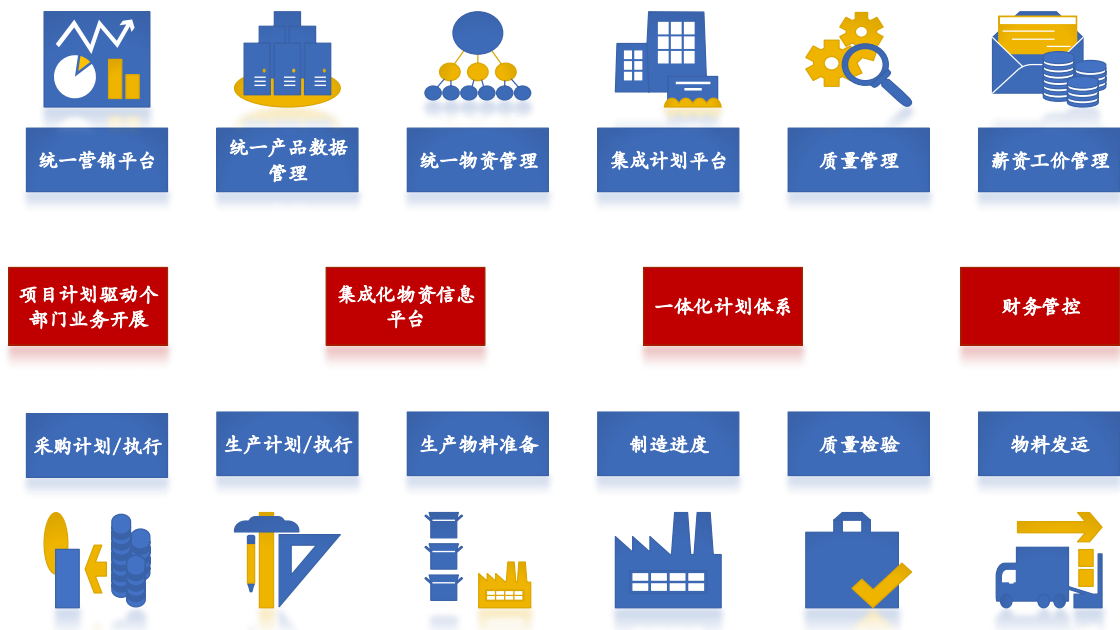 统一营销平台
统一产品数据
管理
统一物资管理
集成计划平台
质量管理
薪资工价管理
项目计划驱动个
部门业务开展
集成化物资信息
平台
一体化计划体系
财务管控
采购计划/执行
生产计划/执行
生产物料准备
制造进度
质量检验
物料发运